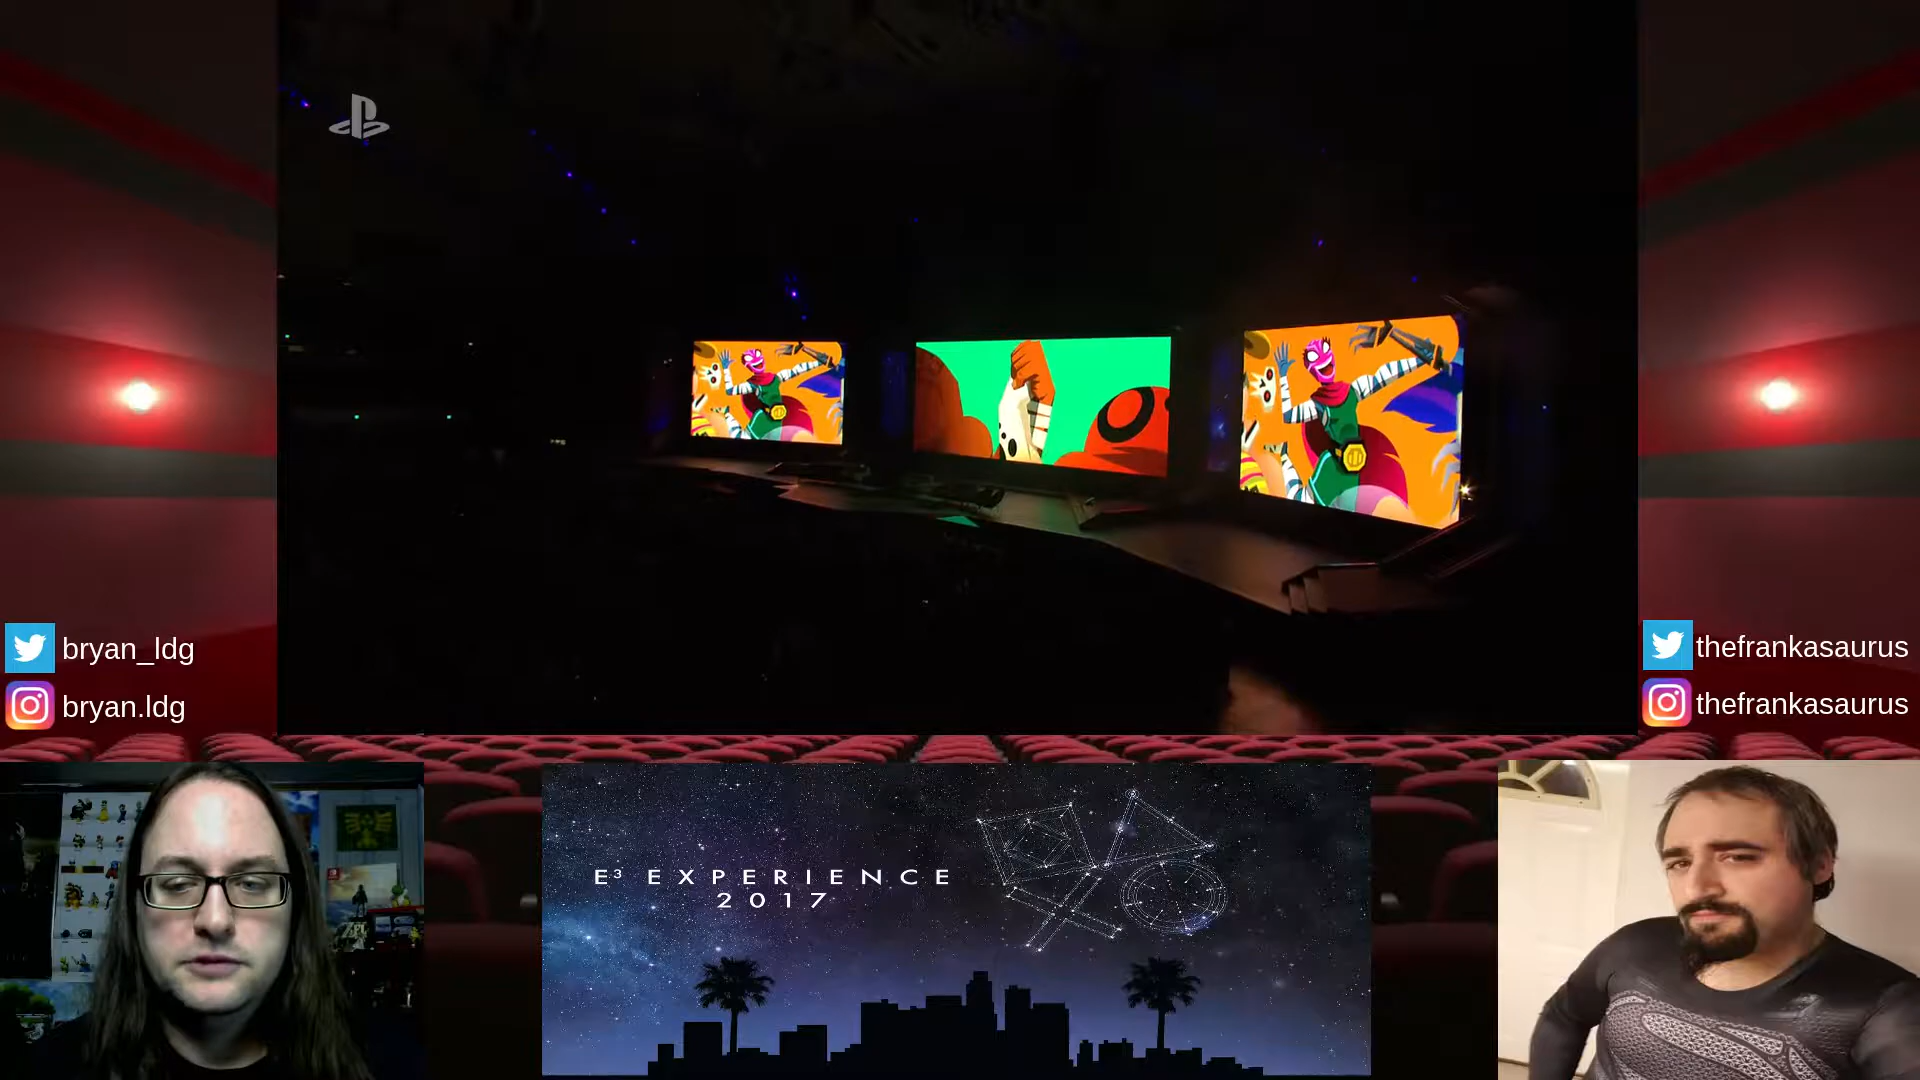 bryan_ldg
bryan.ldg
thefrankasaurus
thefrankasaurus
E³ EXPERIENCE
2017